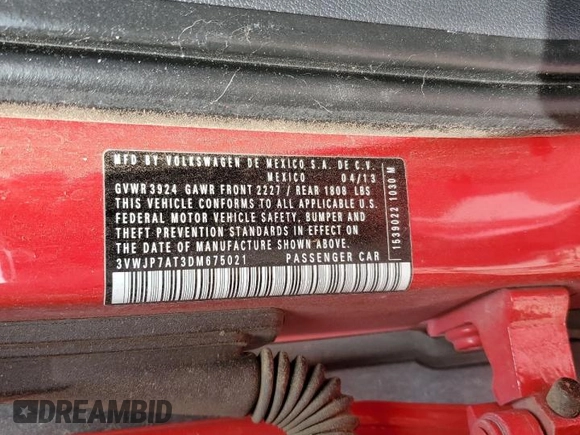 MFD BY VOLKSWAGEN DE MEXICO S.A. DE C.V.
MEXICO 04/13
GVWR 3924 GAWR FRONT 2227 / REAR 1808 LBS
THIS VEHICLE CONFORMS TO ALL APPLICABLE U.S.
FEDERAL MOTOR VEHICLE SAFETY, BUMPER AND
THEFT PREVENTION STANDARDS IN EFFECT ON
THE DATE OF MANUFACTURE SHOWN ABOVE.
3VWJP7AT3DM675021 PASSENGER CAR
1539022 1030 M
DREAMBID